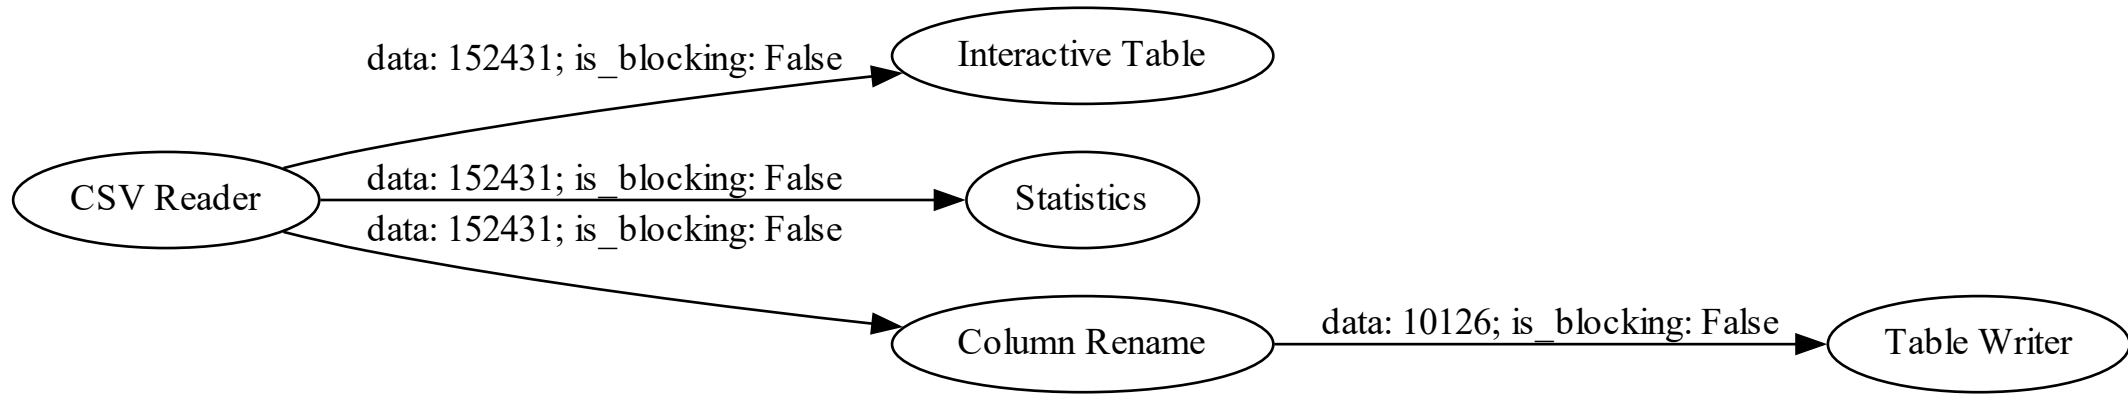 data: 152431; is_blocking: False
Interactive Table
CSV Reader
data: 152431; is_blocking: False
Statistics
data: 152431; is_blocking: False
Column Rename
data: 10126; is_blocking: False
Table Writer